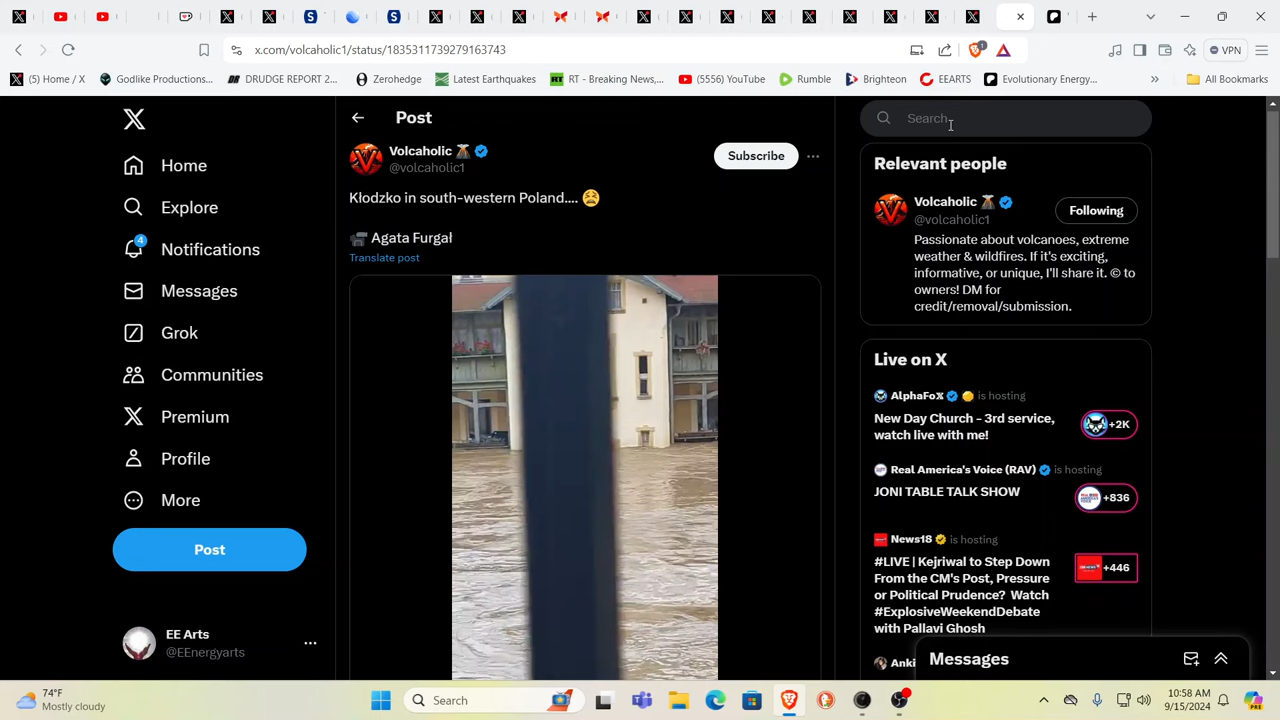 x.com/volcaholic1/status/1835311739279163743
VPN
(5) Home / X
Godlike Productions...
DRUDGE REPORT 2...
Zerohedge
Latest Earthquakes
RT - Breaking News,...
(5556) YouTube
Rumble
Brighteon
EEARTS
Evolutionary Energy...
All Bookmarks
Home
Explore
4
Notifications
Messages
Grok
Communities
Premium
Profile
More
Post
EE Arts
@EEnergyarts
Post
Volcaholic 🌋
@volcaholic1
Subscribe
Kłodzko in south-western Poland.... 😫
📹 Agata Furgał
Translate post
Search
Relevant people
Volcaholic 🌋
@volcaholic1
Following
Passionate about volcanoes, extreme
weather & wildfires. If it's exciting,
informative, or unique, I'll share it. © to
owners! DM for
credit/removal/submission.
Live on X
AlphaFoX is hosting
New Day Church - 3rd service,
watch live with me!
+2K
Real America's Voice (RAV) is hosting
JONI TABLE TALK SHOW
+836
News18 is hosting
#LIVE | Kejriwal to Step Down
From the CM's Post, Pressure
or Political Prudence? Watch
#ExplosiveWeekendDebate
with Pallavi Ghosh
+446
Anki
Messages
74°F
Mostly cloudy
Search
10:58 AM
9/15/2024